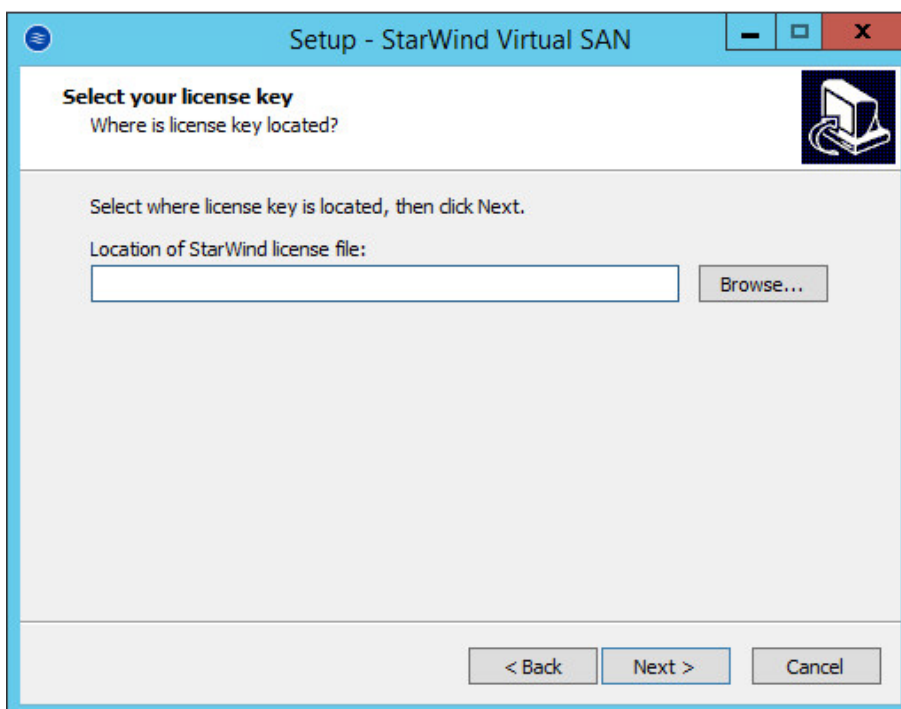 Setup - StarWind Virtual SAN
Select your license key
Where is license key located?
Select where license key is located, then click Next.
Location of StarWind license file:
Browse...
< Back
Next >
Cancel